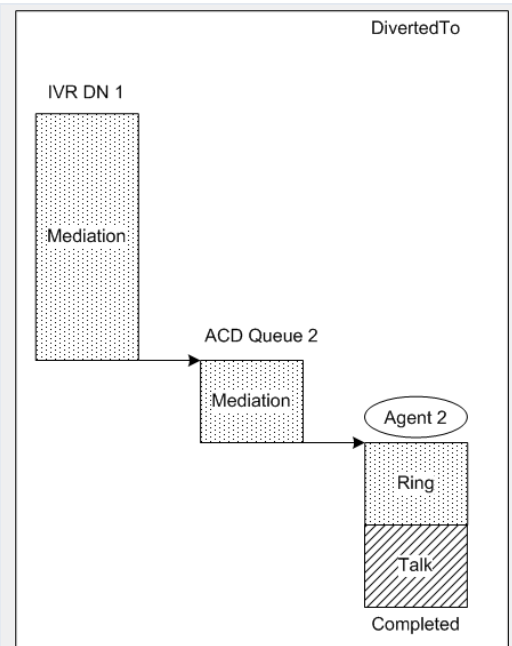 DivertedTo
IVR DN 1
Mediation
ACD Queue 2
Mediation
Agent 2
Ring
Talk
Completed